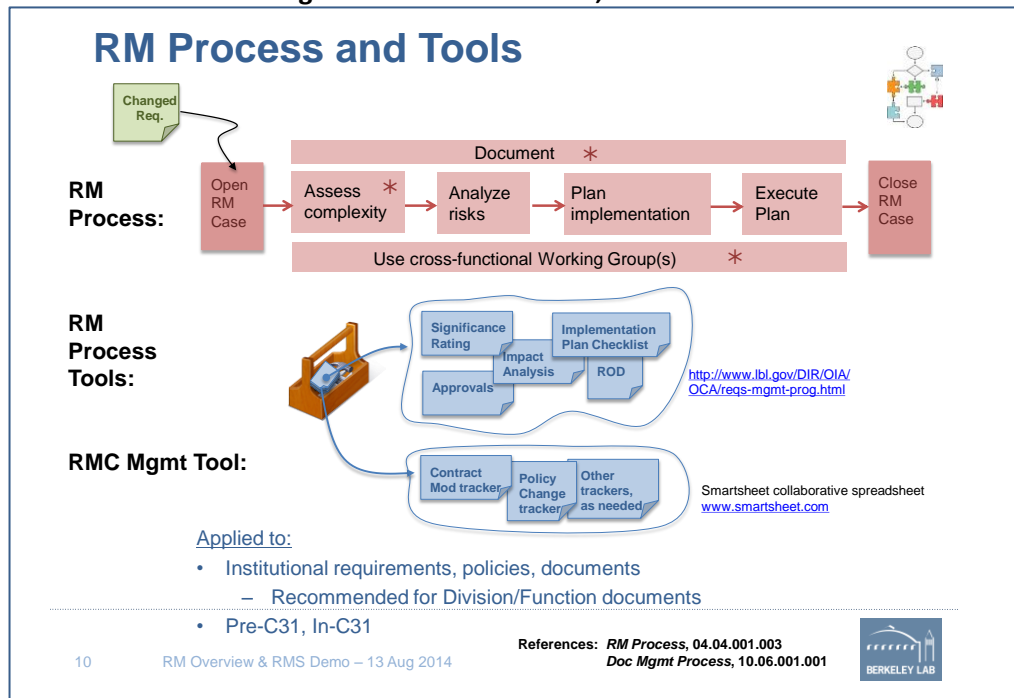 RM Process and Tools
Changed
Req.
Document *
RM
Process:
Open
RM
Case
Assess *
complexity
Analyze
risks
Plan
implementation
Execute
Plan
Close
RM
Case
Use cross-functional Working Group(s) *
RM
Process
Tools:
Significance
Rating
Impact
Analysis
Implementation
Plan Checklist
Approvals
ROD
http://www.lbl.gov/DIR/OIA/
OCA/reqs-mgmt-prog.html
RMC Mgmt Tool:
Contract
Mod tracker
Policy
Change
tracker
Other
trackers,
as needed
Smartsheet collaborative spreadsheet
www.smartsheet.com
Applied to:
• Institutional requirements, policies, documents
– Recommended for Division/Function documents
• Pre-C31, In-C31
References: RM Process, 04.04.001.003
Doc Mgmt Process, 10.06.001.001
10 RM Overview & RMS Demo – 13 Aug 2014
BERKELEY LAB